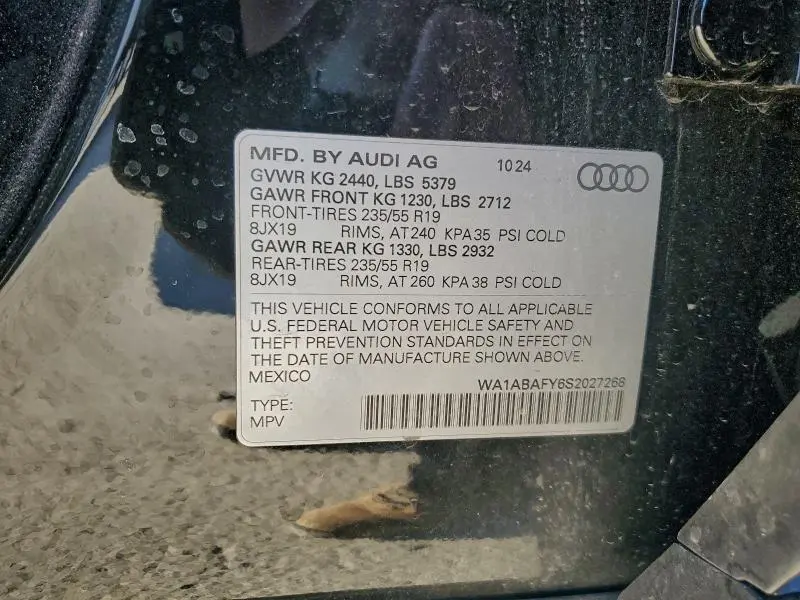 MFD. BY AUDI AG 10 24
GVWR KG 2440, LBS 5379
GAWR FRONT KG 1230, LBS 2712
FRONT-TIRES 235/55 R19
8JX19 RIMS, AT 240 KPA 35 PSI COLD
GAWR REAR KG 1330, LBS 2932
REAR-TIRES 235/55 R19
8JX19 RIMS, AT 260 KPA 38 PSI COLD
THIS VEHICLE CONFORMS TO ALL APPLICABLE
U.S. FEDERAL MOTOR VEHICLE SAFETY AND
THEFT PREVENTION STANDARDS IN EFFECT ON
THE DATE OF MANUFACTURE SHOWN ABOVE.
MEXICO
WA1ABAFY6S2027268
TYPE:
MPV